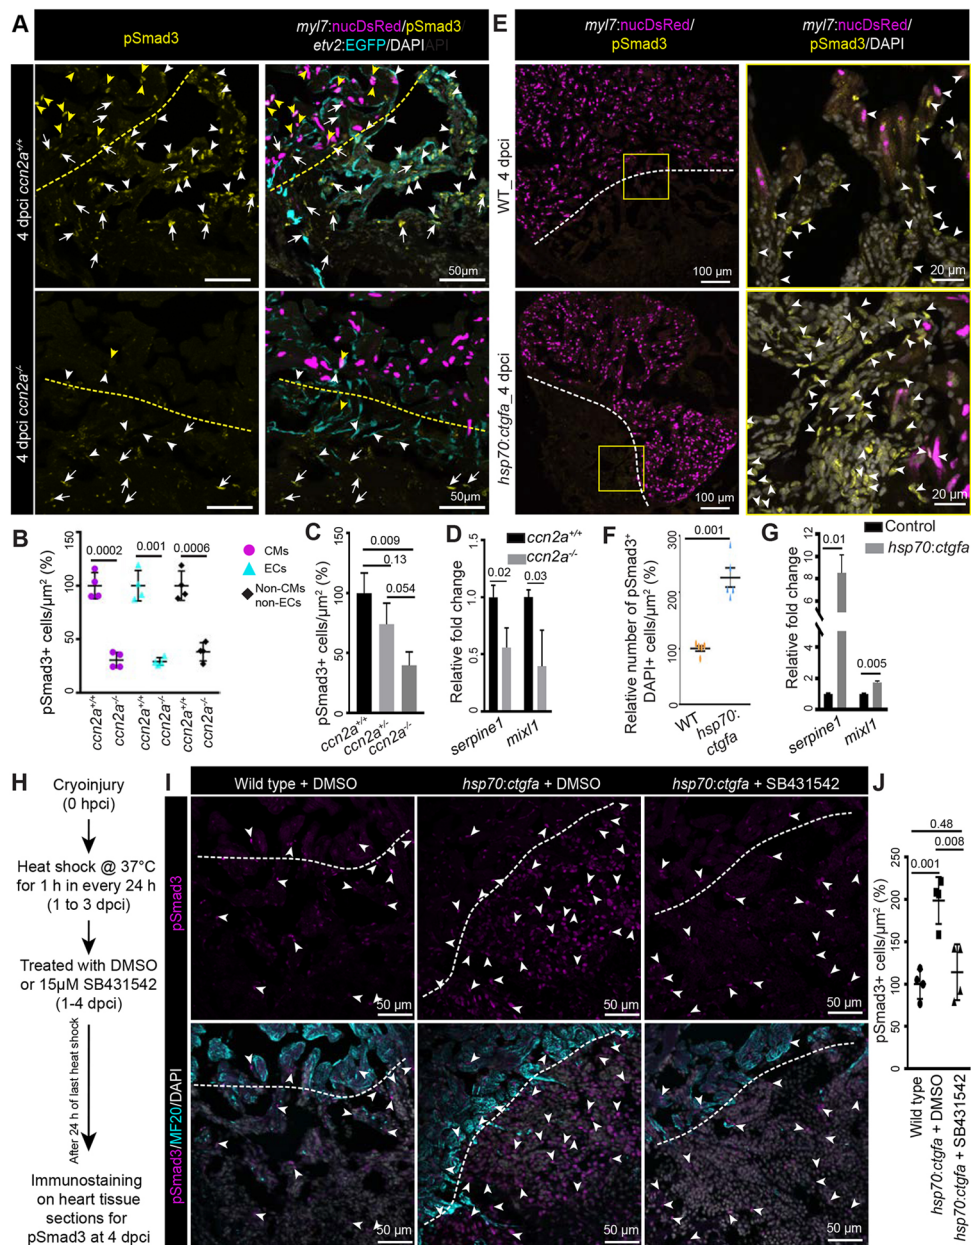 A
pSmad3
myl7:nucDsRed/pSmad3/
etv2:EGFP/DAPI
4 dpci ccn2a+/+
50µm
4 dpci ccn2a-/-
50µm
E
myl7:nucDsRed/
pSmad3
myl7:nucDsRed/
pSmad3/DAPI
WT_4 dpci
100 µm
20 µm
hsp70:ctgfa_4 dpci
100 µm
20 µm
B
pSmad3+ cells/µm² (%)
150
100
50
0
0.0002
0.001
0.0006
ccn2a+/+
ccn2a-/-
ccn2a+/+
ccn2a-/-
ccn2a+/+
ccn2a-/-
CMs
ECs
Non-CMs
non-ECs
C
pSmad3+ cells/µm² (%)
150
100
50
0
0.009
0.13
0.054
ccn2a+/+
ccn2a+/-
ccn2a-/-
D
ccn2a+/+
ccn2a-/-
Relative fold change
1.5
1.0
0.5
0.0
0.02
0.03
serpine1
mixl1
F
Relative number of pSmad3+
DAPI+ cells/µm² (%)
300
200
100
0
0.001
WT
hsp70:
ctgfa
G
Control
hsp70:ctgfa
Relative fold change
12
10
8
6
6
4
2
0
0.01
0.005
serpine1
mixl1
H
Cryoinjury
(0 hpci)
Heat shock @ 37°C
for 1 h in every 24 h
(1 to 3 dpci)
Treated with DMSO
or 15µM SB431542
(1-4 dpci)
After 24 h of last heat shock
Immunostaining
on heart tissue
sections for
pSmad3 at 4 dpci
I
Wild type + DMSO
hsp70:ctgfa + DMSO
hsp70:ctgfa + SB431542
pSmad3
50 µm
50 µm
50 µm
pSmad3/MF20/DAPI
50 µm
50 µm
50 µm
J
pSmad3+ cells/µm² (%)
250
200
150
100
50
0
0.48
0.008
0.001
Wild type
hsp70:ctgfa + DMSO
hsp70:ctgfa + SB431542